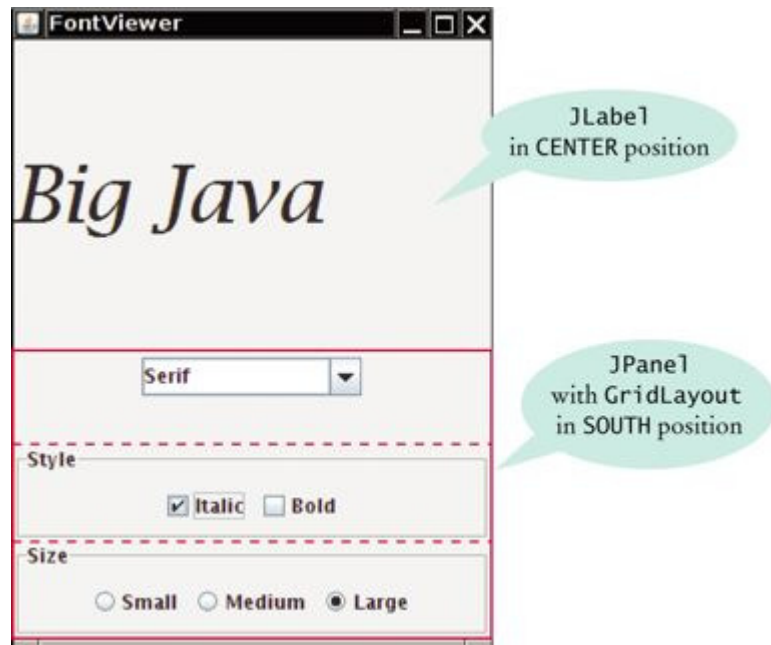 FontViewer
JLabel
in CENTER position
Big Java
Serif
JPanel
with GridLayout
in SOUTH position
Style
Italic Bold
Size
Small Medium Large